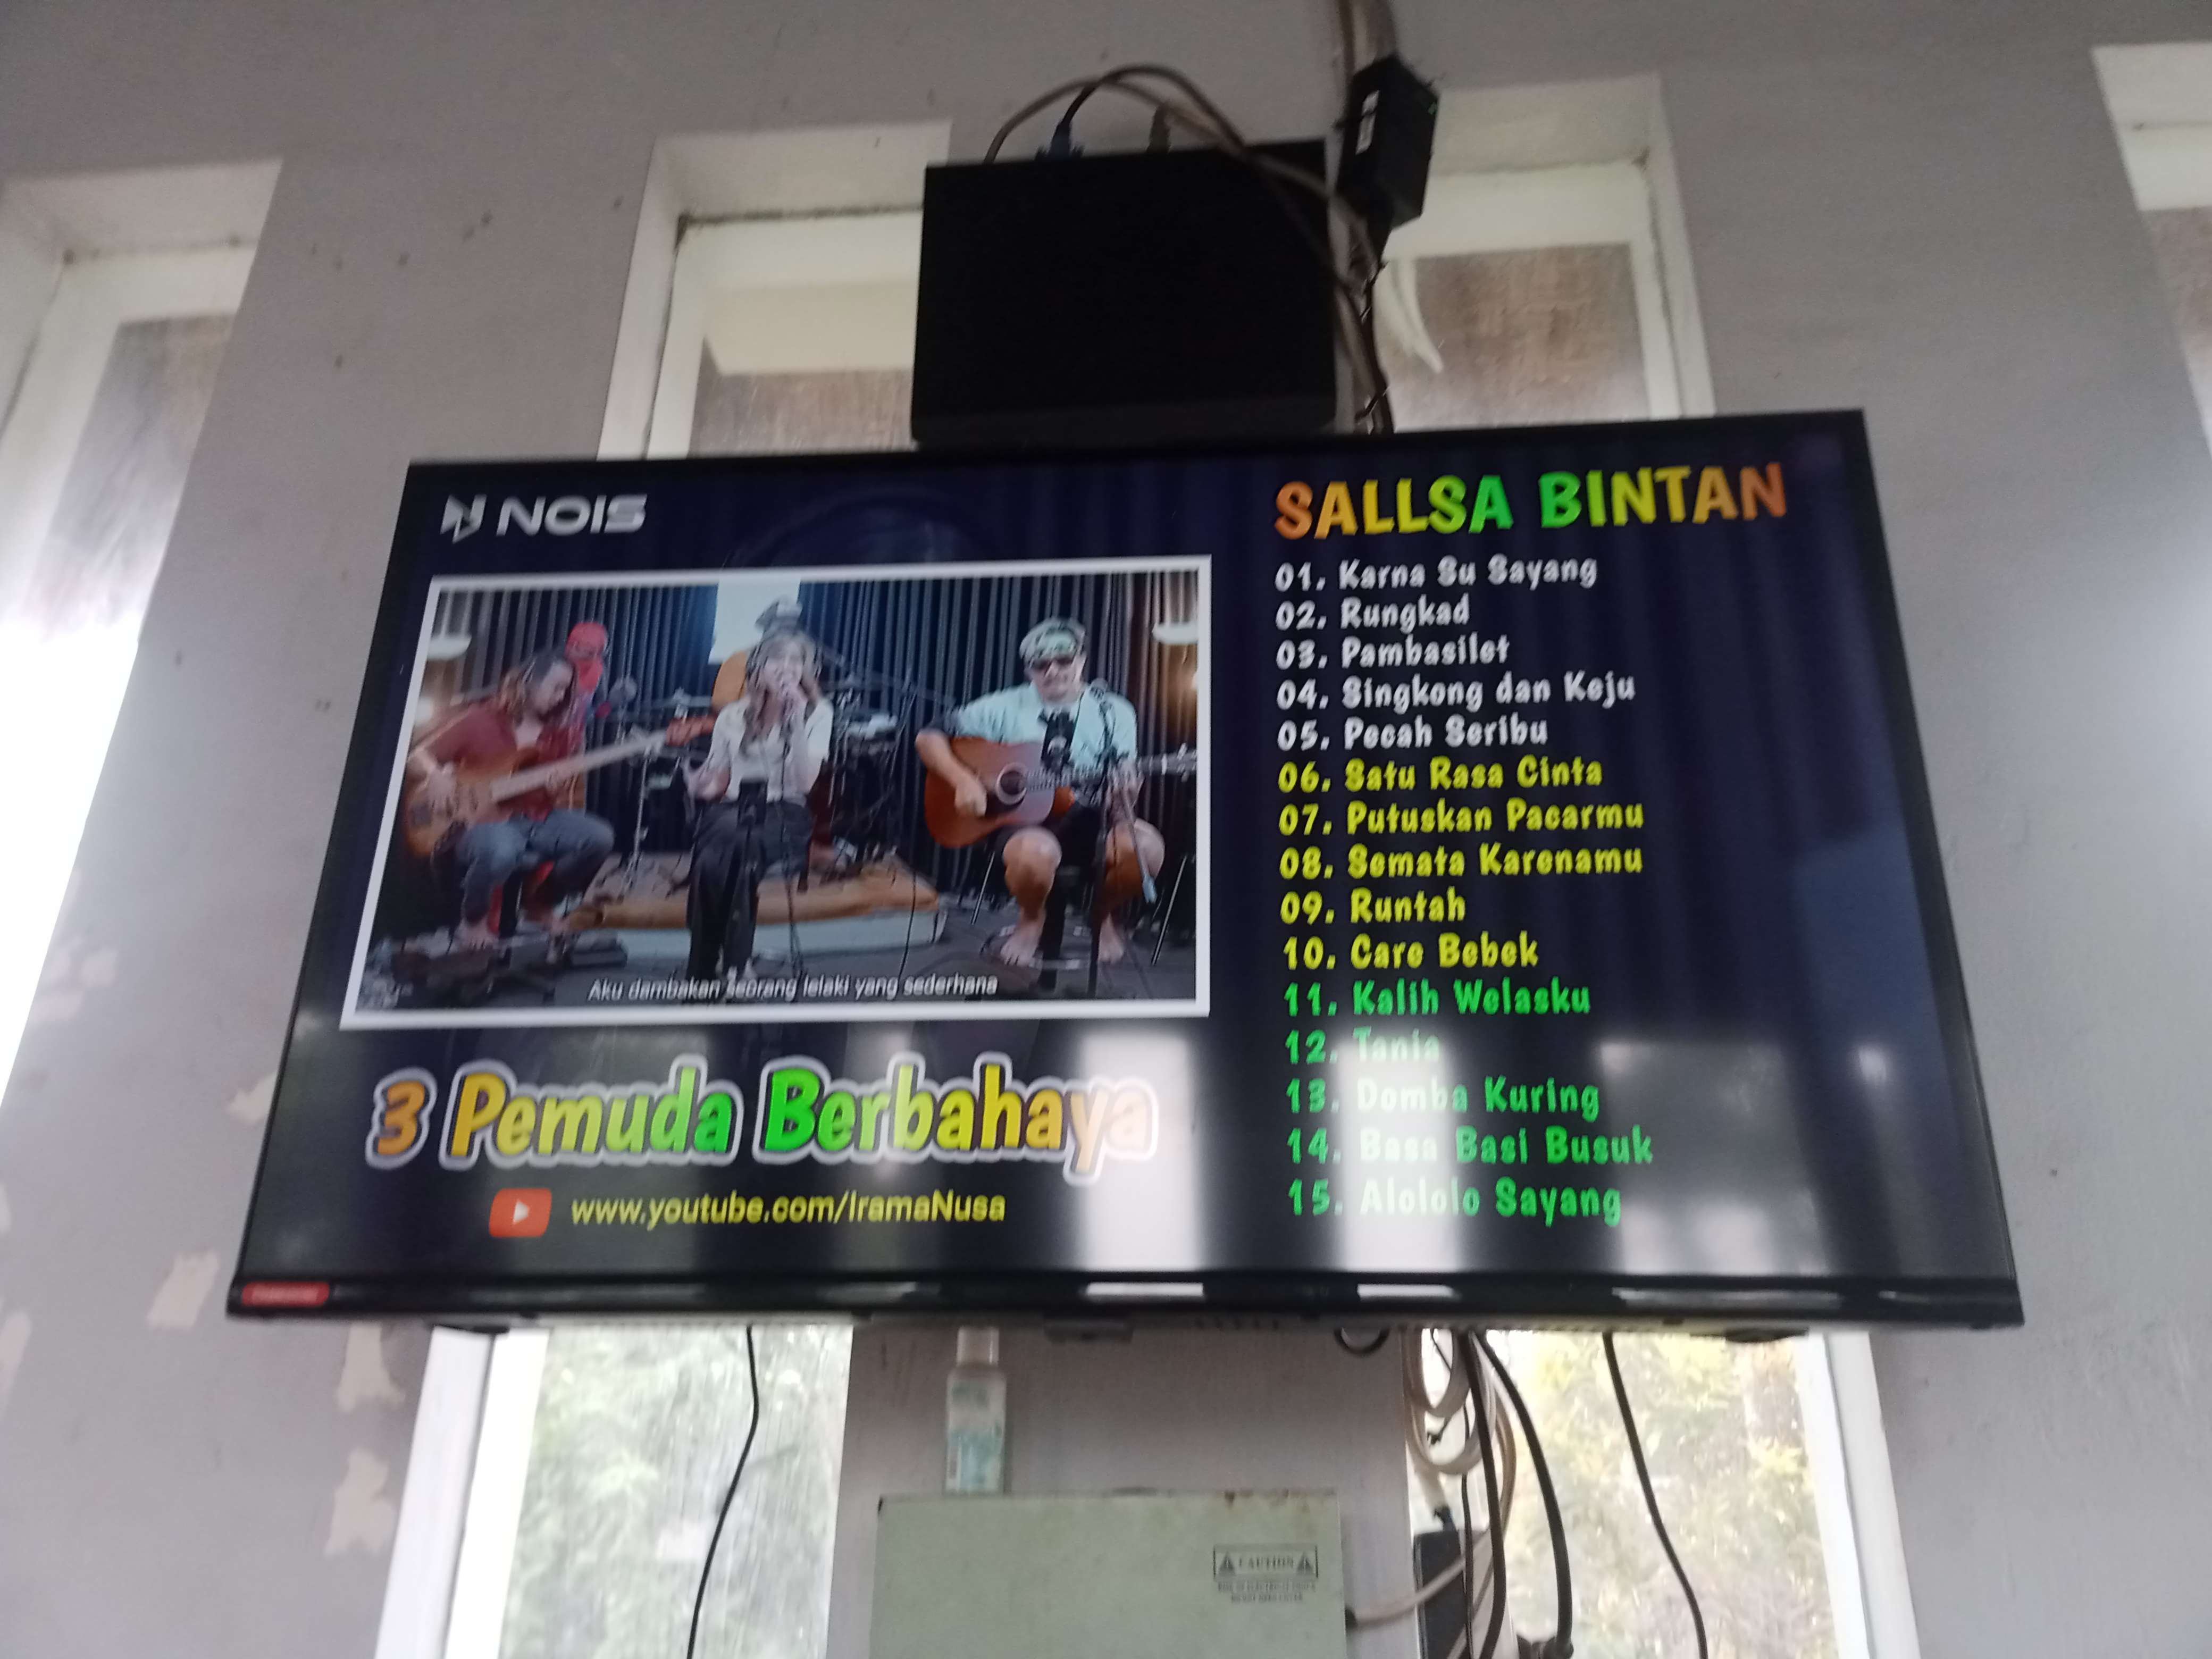 NOIS
Aku dambakan seorang lelaki yang sederhana
3 Pemuda Berbahaya
www.youtube.com/IramaNusa
SALLSA BINTAN
01. Karna Su Sayang
02. Rungkad
03. Pambasilet
04. Singkong dan Keju
05. Pecah Seribu
06. Satu Rasa Cinta
07. Putuskan Pacarmu
08. Semata Karenamu
09. Runtah
10. Care Bebek
11. Kalih Welasku
12. Tania
13. Domba Kuring
14. Basa Basi Busuk
15. Alololo Sayang
CAUTION